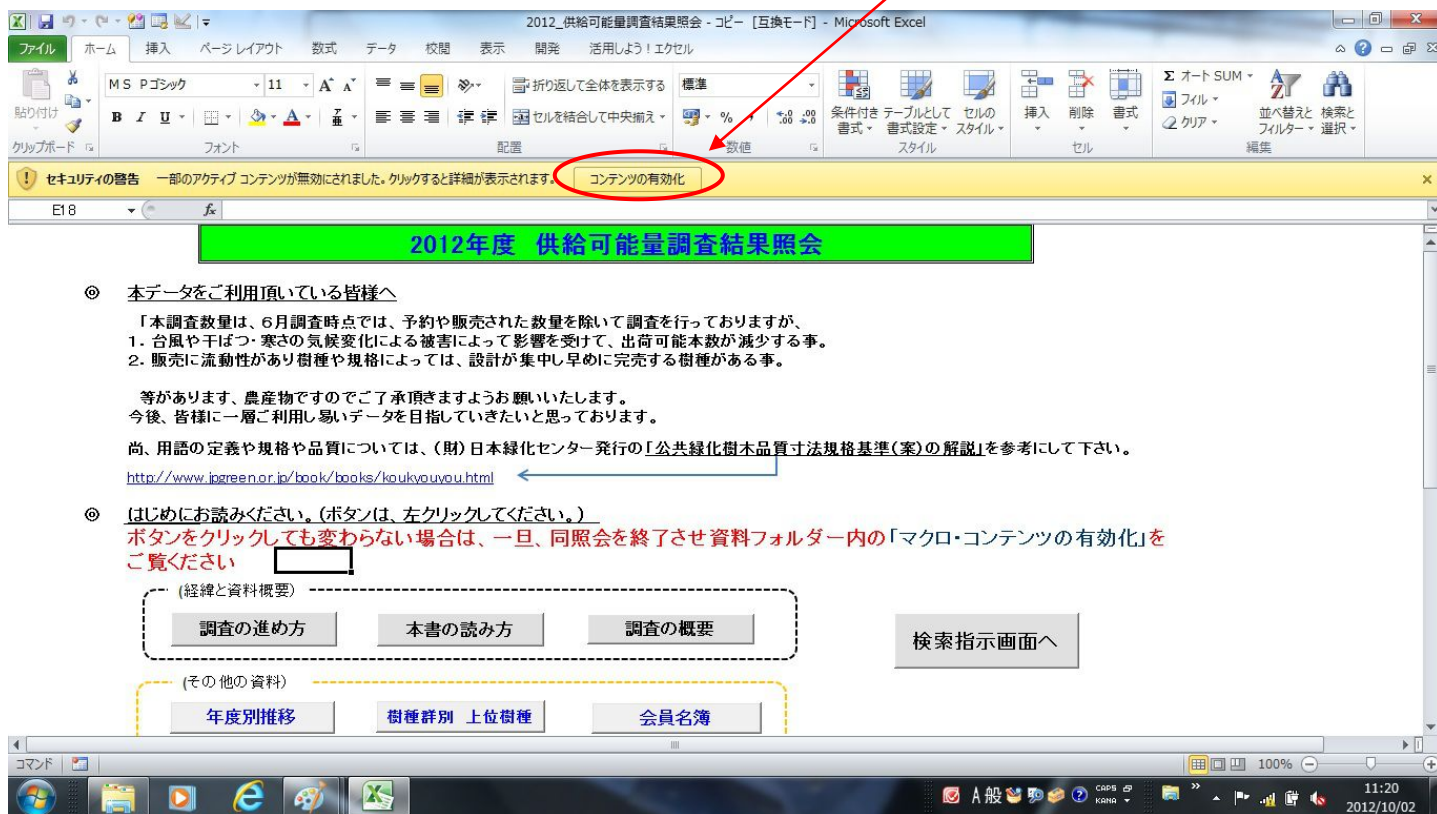 2012_供給可能量調査結果照会 - コピー [互換モード] - Microsoft Excel
ファイル ホーム 挿入 ページ レイアウト 数式 データ 校閲 表示 開発 活用しよう!エクセル
MS Pゴシック 11 折り返して全体を表示する 標準 Σ オート SUM
貼り付け B I U セルを結合して中央揃え % 条件付き書式 テーブルとして書式設定 セルのスタイル 挿入 削除 書式 フィル クリア 並べ替えとフィルター 検索と選択
クリップボード フォント 配置 数値 スタイル セル 編集
セキュリティの警告 一部のアクティブ コンテンツが無効にされました。クリックすると詳細が表示されます。 コンテンツの有効化
E18 fx
2012年度 供給可能量調査結果照会
◎ 本データをご利用頂いている皆様へ
「本調査数量は、6月調査時点では、予約や販売された数量を除いて調査を行っておりますが、
1. 台風や干ばつ・寒さの気候変化による被害によって影響を受けて、出荷可能本数が減少する事。
2. 販売に流動性があり樹種や規格によっては、設計が集中し早めに完売する樹種がある事。
等があります、農産物ですのでご了承頂きますようお願いいたします。
今後、皆様に一層ご利用し易いデータを目指していきたいと思っております。
尚、用語の定義や規格や品質については、(財)日本緑化センター発行の「公共緑化樹木品質寸法規格基準(案)の解説」を参考にして下さい。
http://www.jpgreen.or.jp/book/books/koukyouyou.html
◎ はじめにお読みください。(ボタンは、左クリックしてください。)
ボタンをクリックしても変わらない場合は、一旦、同照会を終了させ資料フォルダー内の「マクロ・コンテンツの有効化」を
ご覧ください
(経緯と資料概要)
調査の進め方 本書の読み方 調査の概要
検索指示画面へ
(その他の資料)
年度別推移 樹種群別 上位樹種 会員名簿
コマンド 100%
A 般 CAPS KANA 11:20
2012/10/02